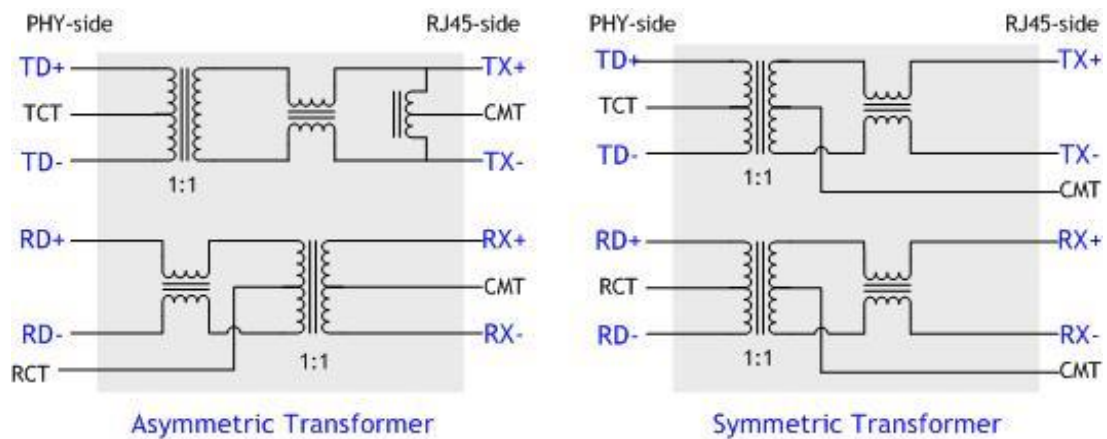 PHY-side
RJ45-side
TD+
TX+
TCT
CMT
TD-
TX-
1:1
RD+
RX+
CMT
RD-
RX-
RCT
1:1
Asymmetric Transformer
PHY-side
RJ45-side
TD+
TX+
TCT
TD-
TX-
1:1
CMT
RD+
RX+
RCT
RD-
RX-
1:1
CMT
Symmetric Transformer